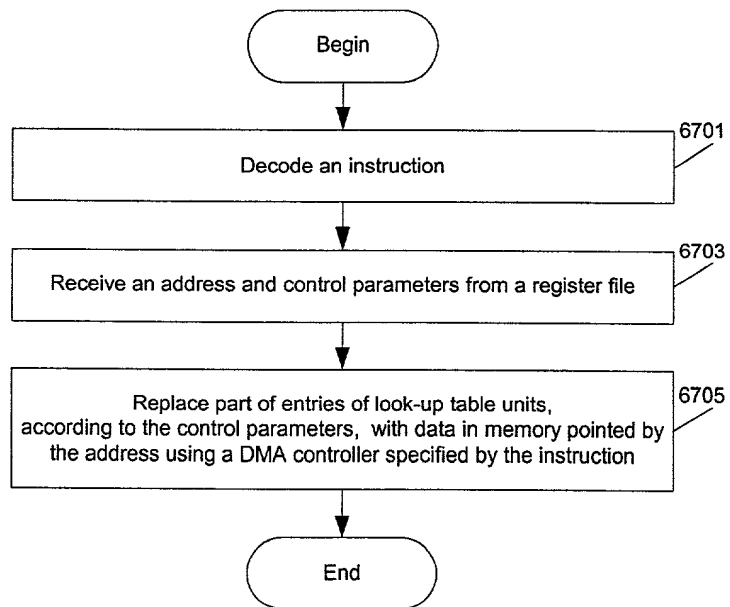 Begin
6701
Decode an instruction
6703
Receive an address and control parameters from a register file
6705
Replace part of entries of look-up table units,
according to the control parameters, with data in memory pointed by
the address using a DMA controller specified by the instruction
End